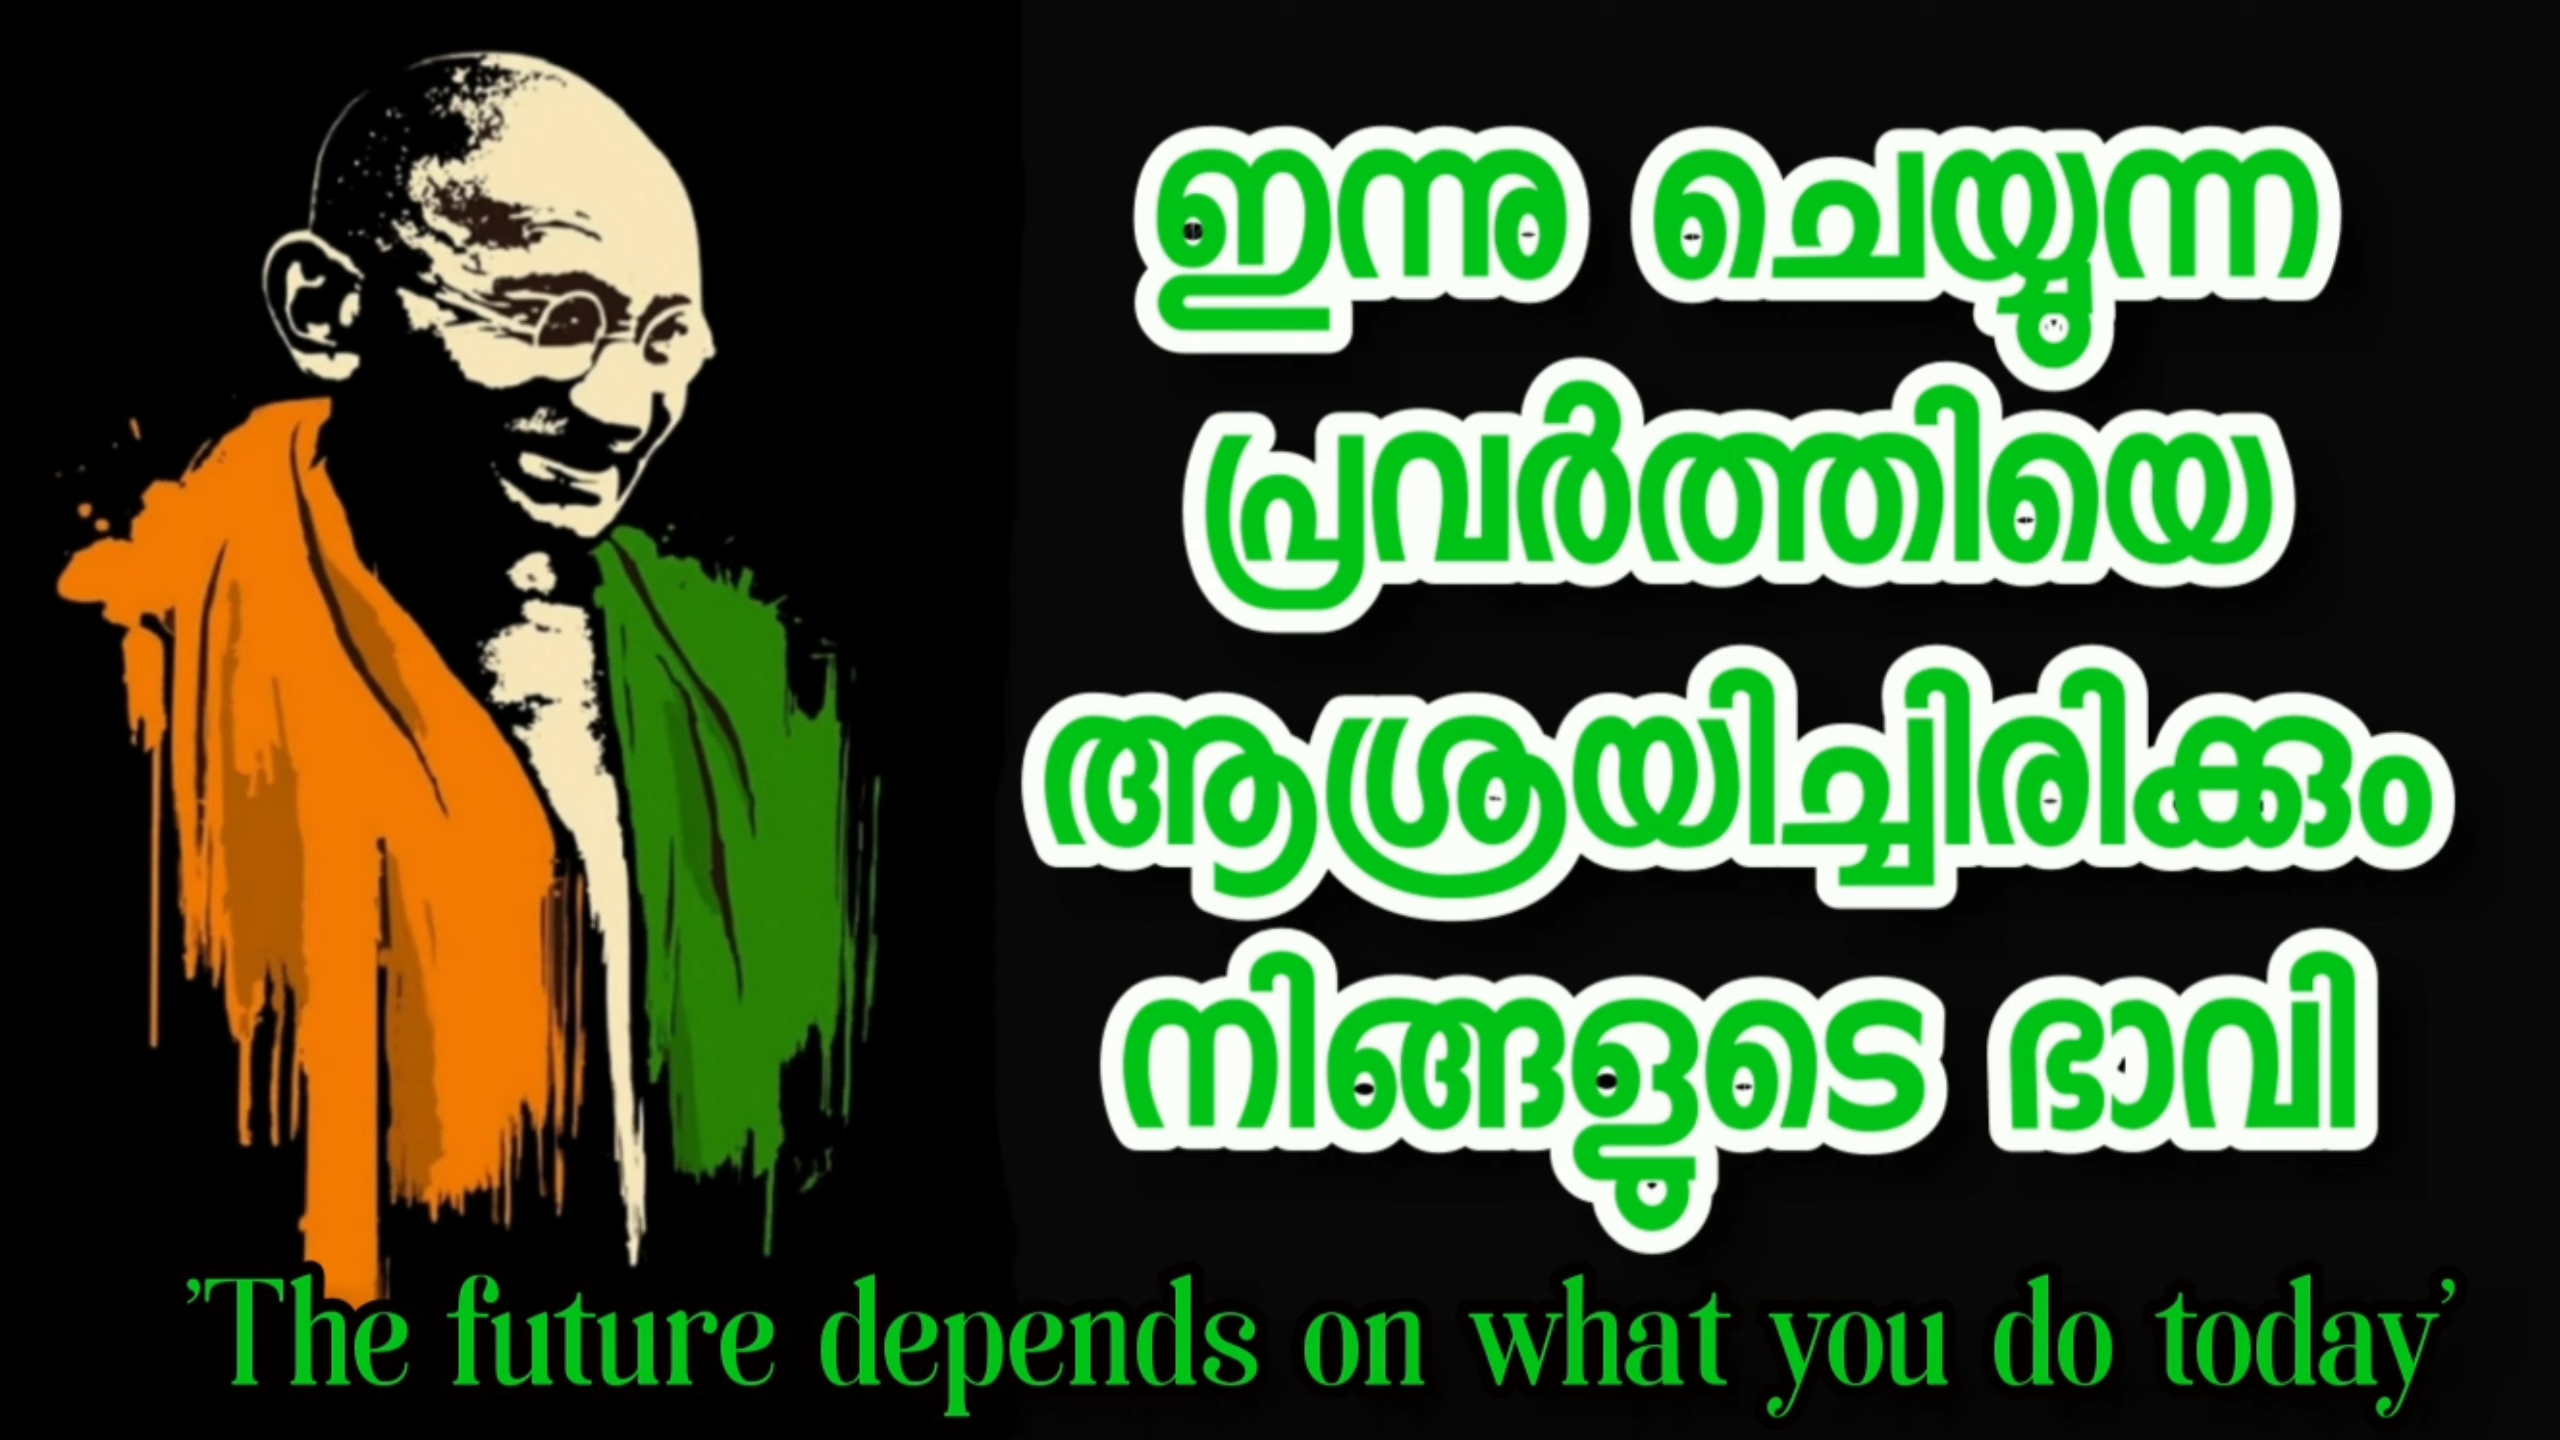 ഇന്നു ചെയ്യുന്ന
പ്രവർത്തിയെ
ആശ്രയിച്ചിരിക്കും
നിങ്ങളുടെ ഭാവി
’The future depends on what you do today’